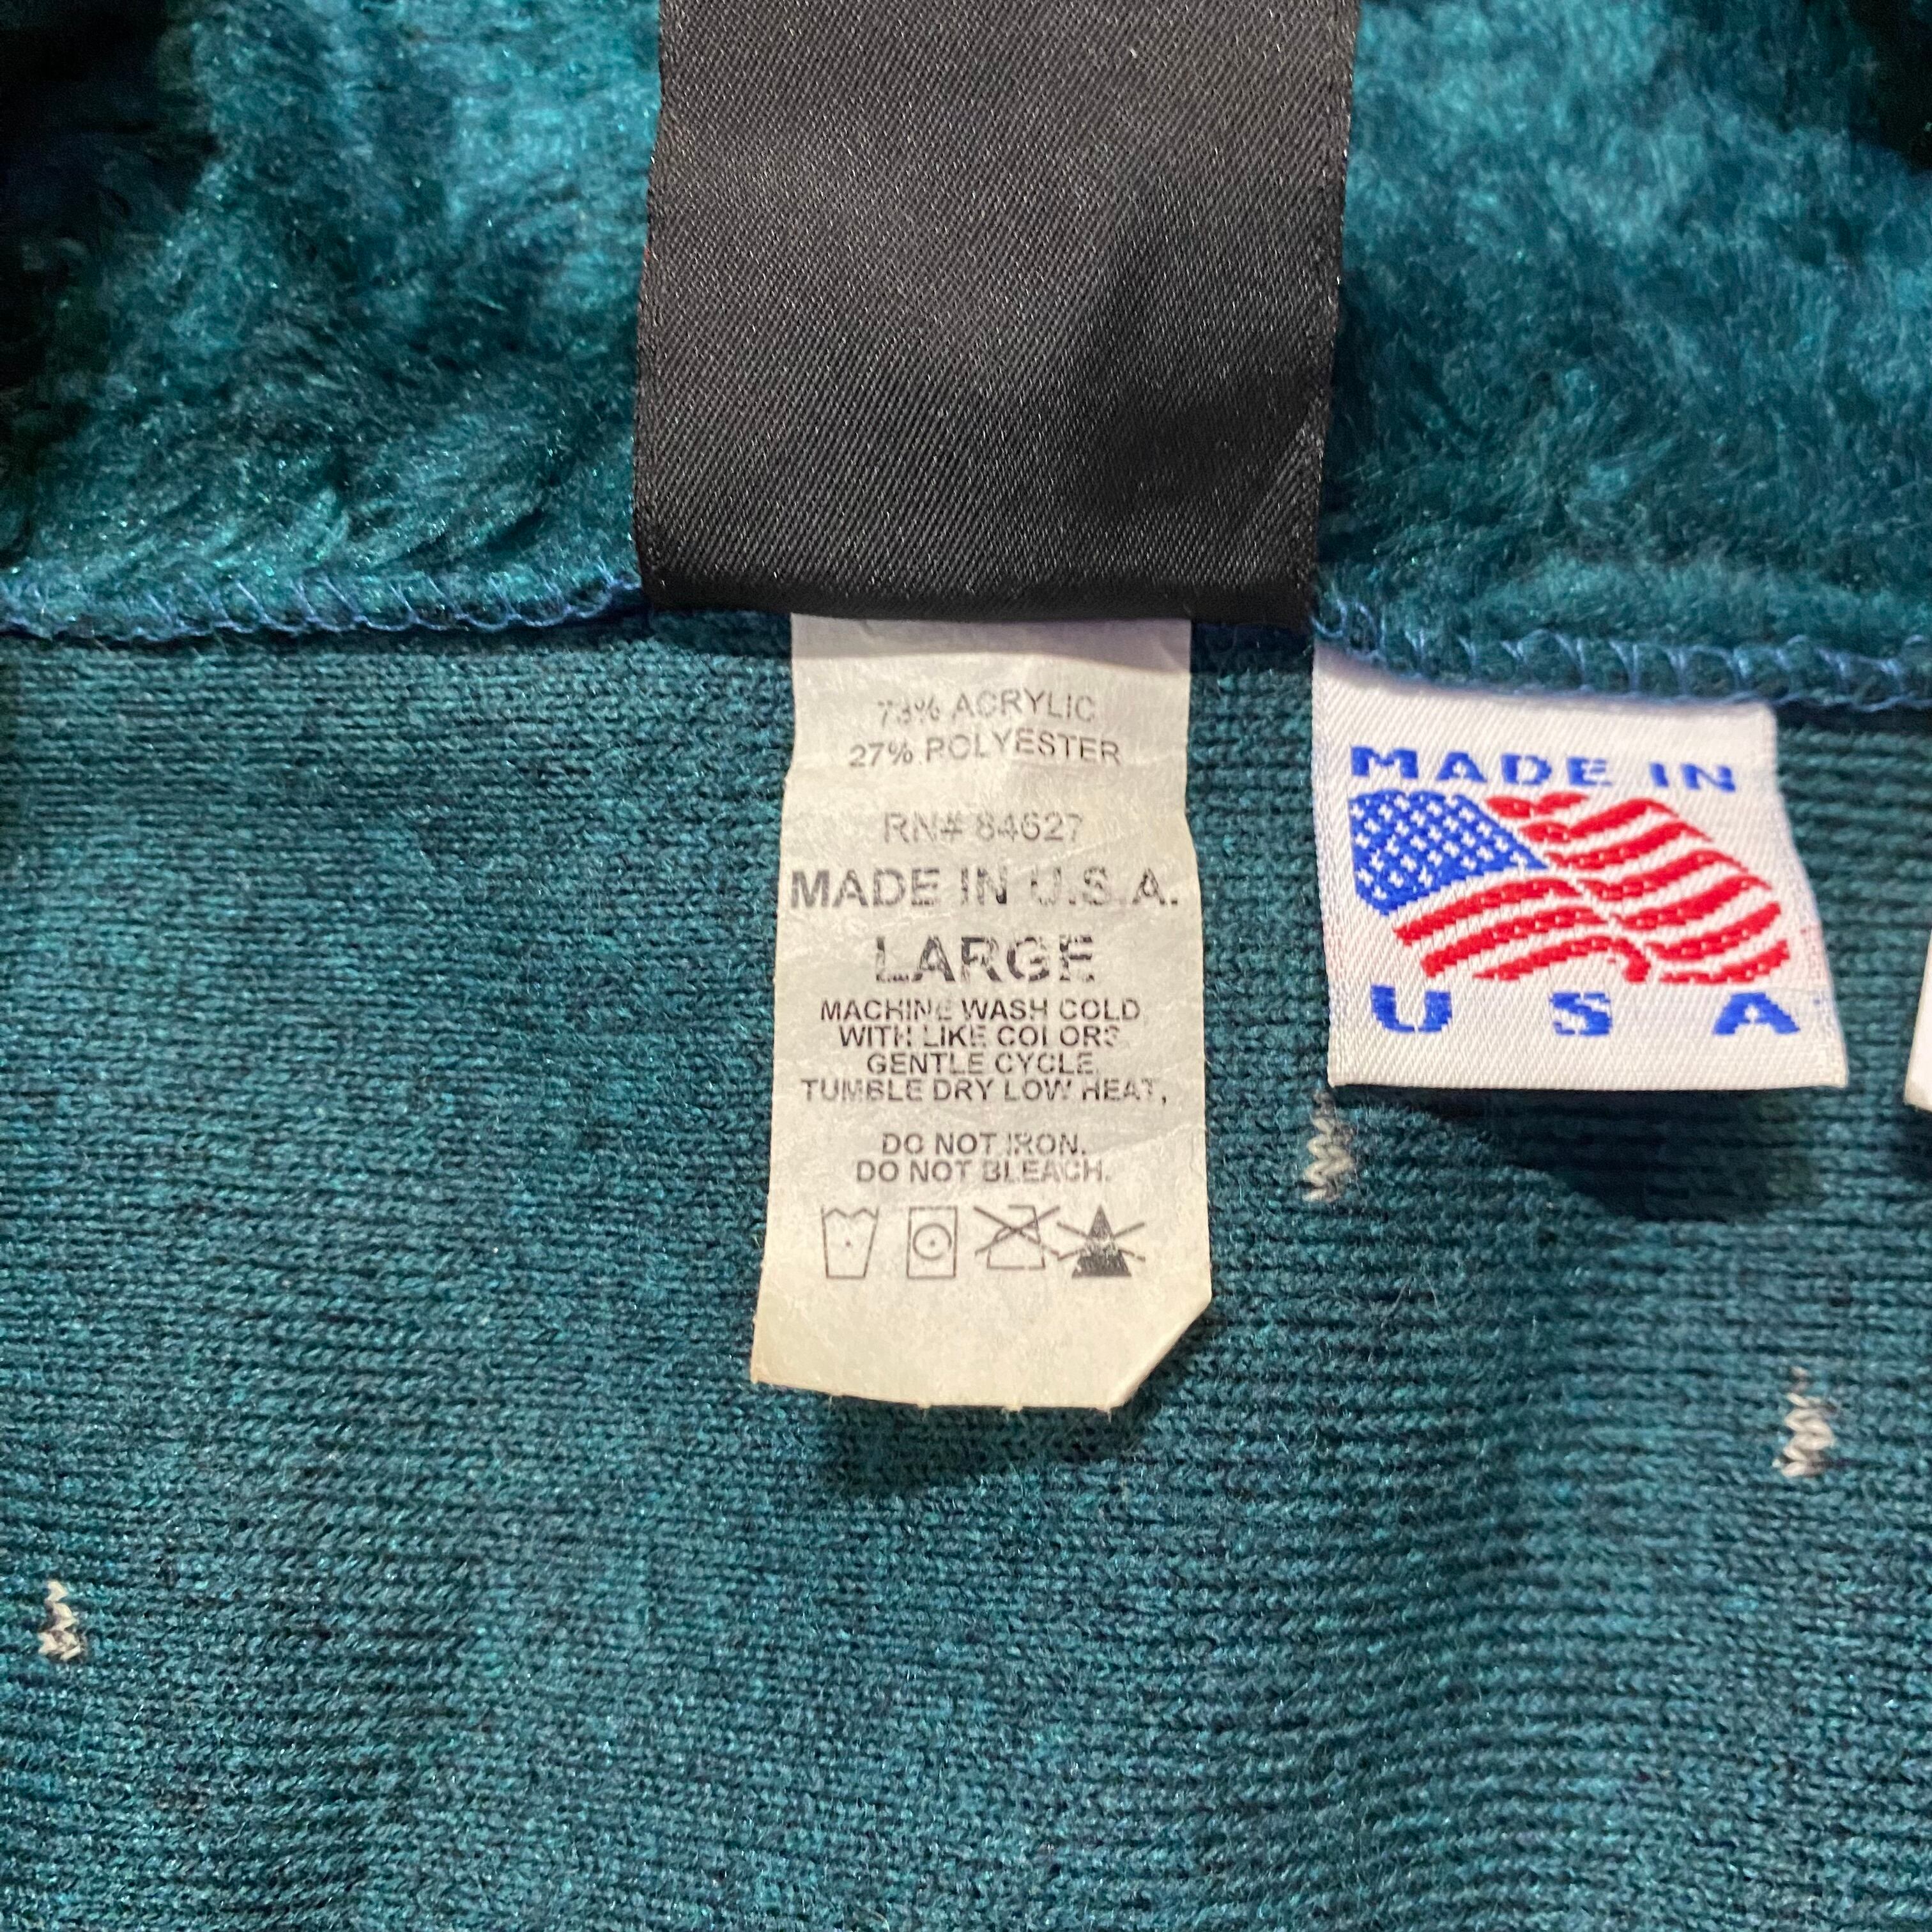 73% ACRYLIC
27% POLYESTER
RN# 84627
MADE IN U.S.A.
LARGE
MACHINE WASH COLD
WITH LIKE COLORS.
GENTLE CYCLE.
TUMBLE DRY LOW HEAT,
DO NOT IRON.
DO NOT BLEACH.
MADE IN
U S A